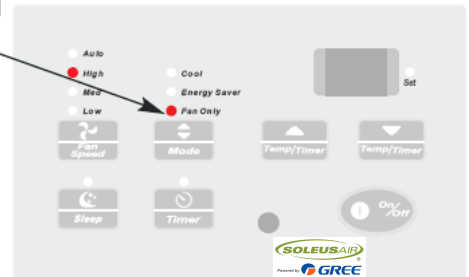 Auto
High
Med
Low
Cool
Energy Saver
Fan Only
Set
Fan
Speed
Mode
Temp/Timer
Temp/Timer
Sleep
Timer
On/Off
SOLEUSAIR
Powered by GREE